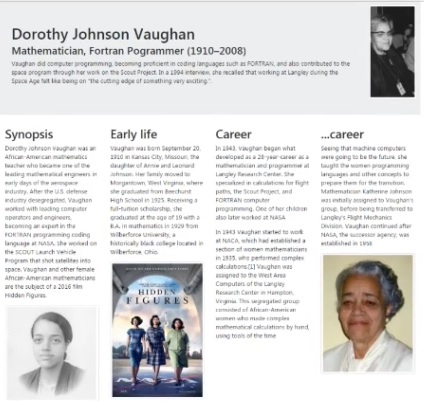 Dorothy Johnson Vaughan
Mathematician, Fortran Pogrammer (1910–2008)
Vaughan did computer programming, becoming proficient in coding languages such as FORTRAN, and also contributed to the
space program through her work on the Scout Project. In a 1994 interview, she recalled that working at Langley during the
Space Age felt like being on "the cutting edge of something very exciting".
Synopsis
Dorothy Johnson Vaughan was an
African-American mathematics
teacher who became one of the
leading mathematical engineers in
early days of the aerospace
industry. After the U.S. defense
industry desegregated, Vaughan
worked with leading computer
operators and engineers,
becoming an expert in the
FORTRAN programming coding
language at NASA. She worked on
the SCOUT Launch Vehicle
Program that shot satellites into
space. Vaughan and other female
African-American mathematicians
are the subject of a 2016 film
Hidden Figures.
Early life
Vaughan was born September 20,
1910 in Kansas City, Missouri, the
daughter of Annie and Leonard
Johnson. Her family moved to
Morgantown, West Virginia, where
she graduated from Beechurst
High School in 1925. Receiving a
full-tuition scholarship, she
graduated at the age of 19 with a
B.A. in mathematics in 1929 from
Wilberforce University, a
historically black college located in
Wilberforce, Ohio.
HIDDEN
FIGURES
Career
In 1943, Vaughan began what
developed as a 28-year-career as a
mathematician and programmer at
Langley Research Center. She
specialized in calculations for flight
paths, the Scout Project, and
FORTRAN computer
programming. One of her children
also later worked at NASA.
In 1943 Vaughan started to work
at NACA, which had established a
section of women mathematicians
in 1935, who performed complex
calculations.[1] Vaughan was
assigned to the West Area
Computers of the Langley
Research Center in Hampton,
Virginia. This segregated group
consisted of African-American
women who made complex
mathematical calculations by hand,
using tools of the time
...career
Seeing that machine computers
were going to be the future, she
taught the women programming
languages and other concepts to
prepare them for the transition.
Mathematician Katherine Johnson
was initially assigned to Vaughan's
group, before being transferred to
Langley's Flight Mechanics
Division. Vaughan continued after
NASA, the successor agency, was
established in 1958